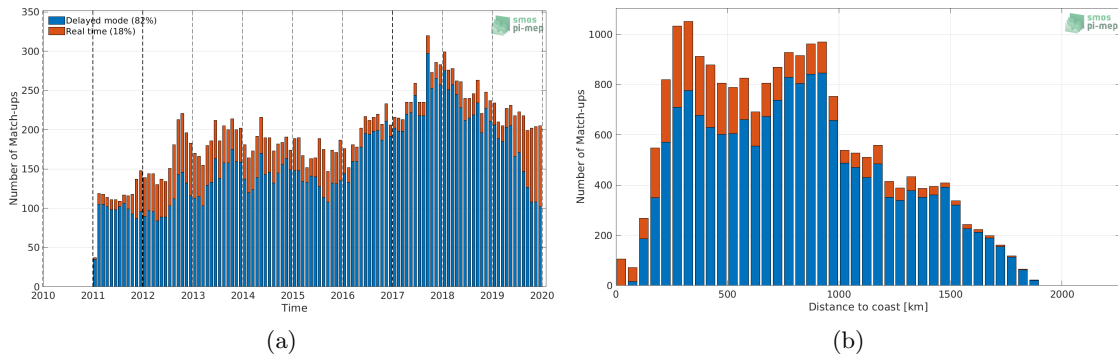 Delayed mode (82%)
Real time (18%)
smos
pi-mep
350
300
250
200
150
100
50
0
Number of Match-ups
2010 2011 2012 2013 2014 2015 2016 2017 2018 2019 2020
Time
(a)
smos
pi-mep
1000
800
600
400
200
0
Number of Match-ups
0 500 1000 1500 2000
Distance to coast [km]
(b)